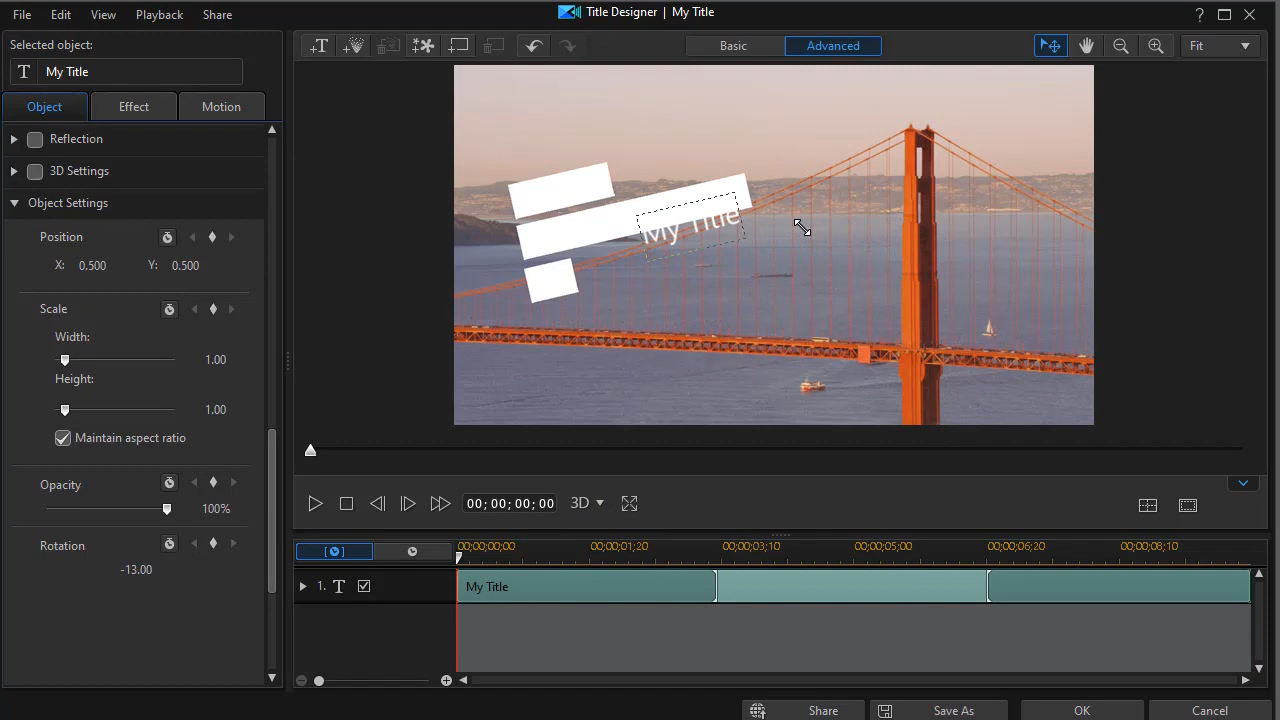 File Edit View Playback Share
Title Designer | My Title
?
Selected object:
T My Title
Object Effect Motion
Reflection
3D Settings
Object Settings
Position
X: 0.500 Y: 0.500
Scale
Width:
1.00
Height:
1.00
Maintain aspect ratio
Opacity
100%
Rotation
-13.00
+T
Basic Advanced
Fit
My Title
00;00;00;00
3D
00;00;00;00 00;00;01;20 00;00;03;10 00;00;05;00 00;00;06;20 00;00;08;10
1. T My Title
Share Save As OK Cancel